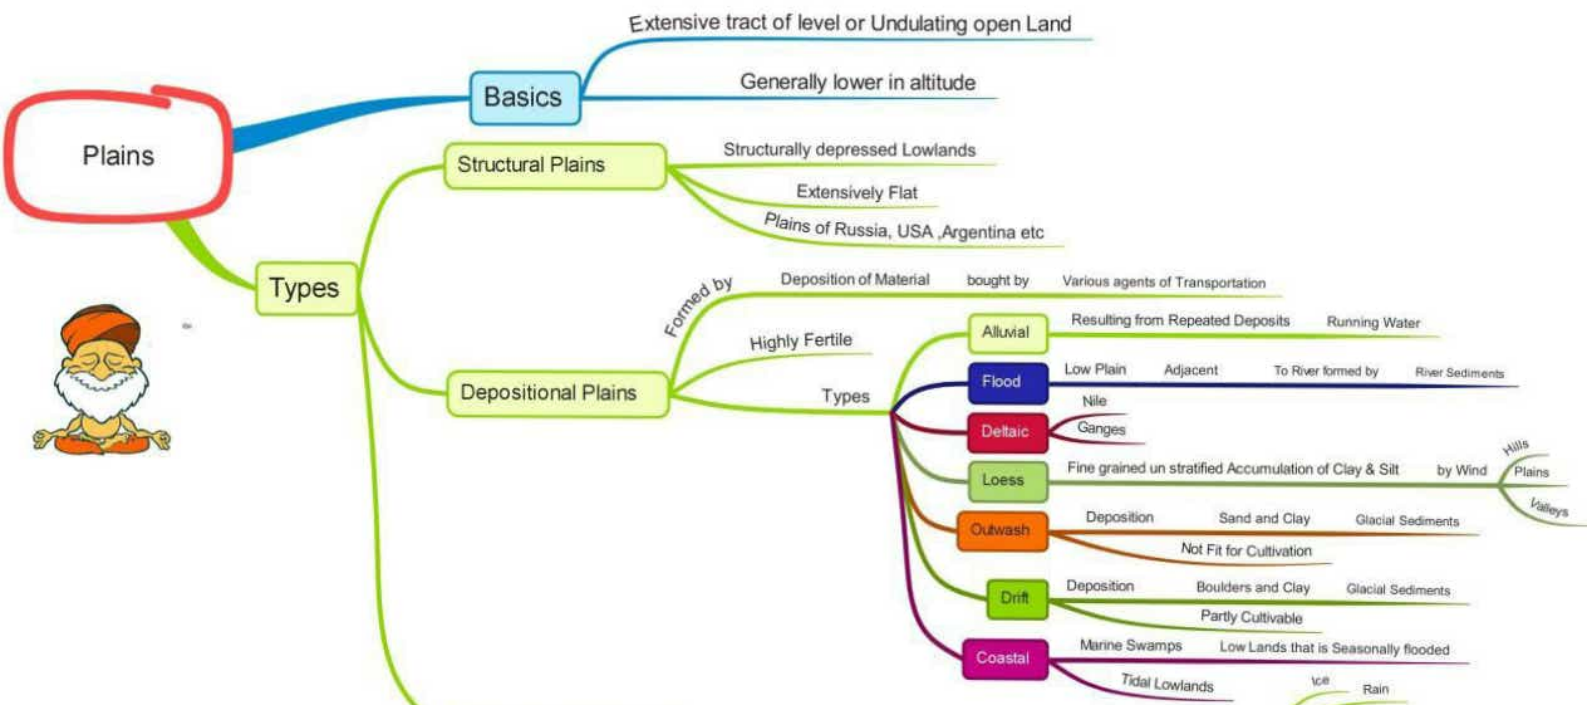 Plains
Basics
Extensive tract of level or Undulating open Land
Generally lower in altitude
Types
Structural Plains
Structurally depressed Lowlands
Extensively Flat
Plains of Russia, USA ,Argentina etc
Depositional Plains
Formed by
Deposition of Material bought by Various agents of Transportation
Highly Fertile
Types
Alluvial
Resulting from Repeated Deposits Running Water
Flood
Low Plain Adjacent To River formed by River Sediments
Deltaic
Nile
Ganges
Loess
Fine grained un stratified Accumulation of Clay & Silt by Wind
Hills
Plains
Valleys
Outwash
Deposition Sand and Clay Glacial Sediments
Not Fit for Cultivation
Drift
Deposition Boulders and Clay Glacial Sediments
Partly Cultivable
Coastal
Marine Swamps Low Lands that is Seasonally flooded
Tidal Lowlands
Ice
Rain